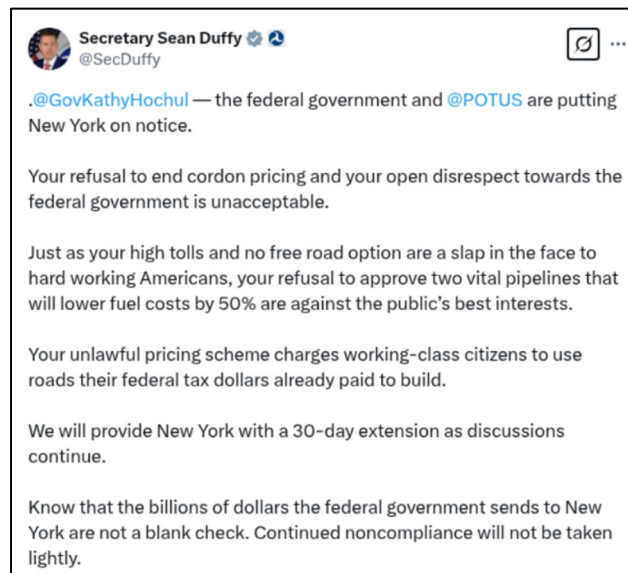 Secretary Sean Duffy
@SecDuffy
.@GovKathyHochul — the federal government and @POTUS are putting
New York on notice.
Your refusal to end cordon pricing and your open disrespect towards the
federal government is unacceptable.
Just as your high tolls and no free road option are a slap in the face to
hard working Americans, your refusal to approve two vital pipelines that
will lower fuel costs by 50% are against the public’s best interests.
Your unlawful pricing scheme charges working-class citizens to use
roads their federal tax dollars already paid to build.
We will provide New York with a 30-day extension as discussions
continue.
Know that the billions of dollars the federal government sends to New
York are not a blank check. Continued noncompliance will not be taken
lightly.